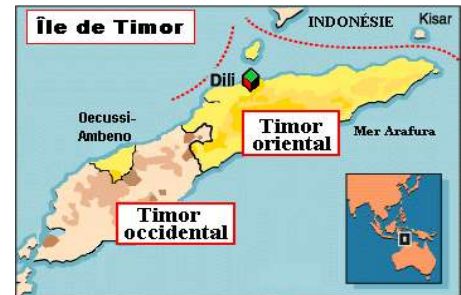 Île de Timor
INDONÉSIE
Kisar
Dili
Oecussi-
Ambeno
Timor
oriental
Mer Arafura
Timor
occidental